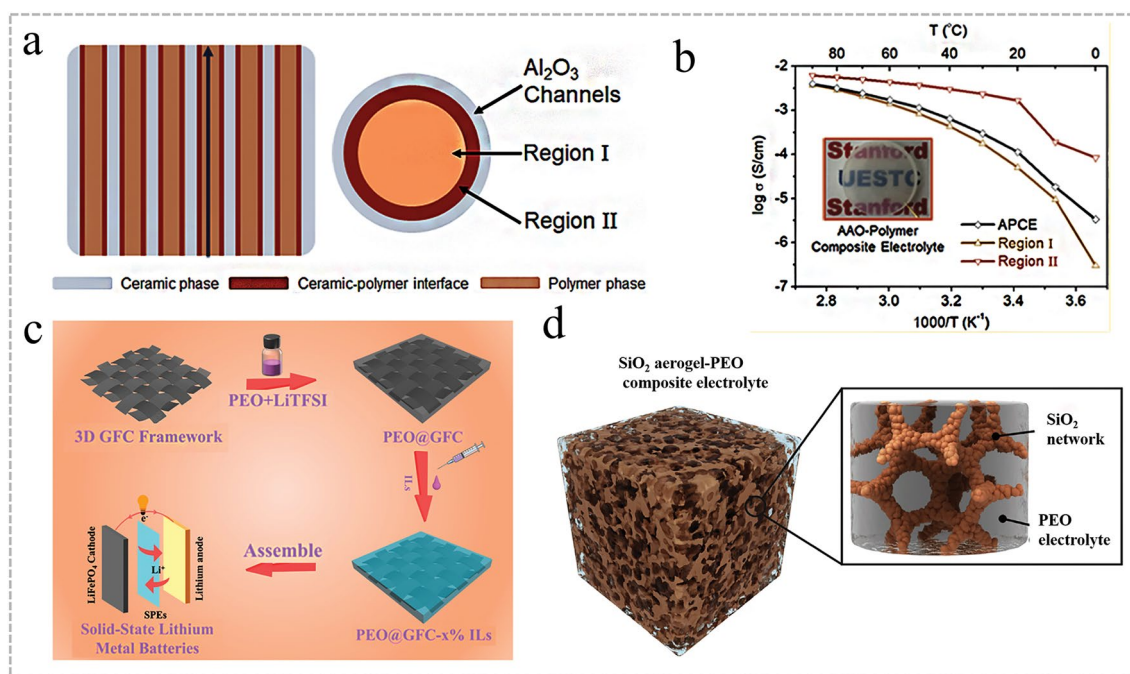 a
Al₂O₃
Channels
Region I
Region II
Ceramic phase
Ceramic-polymer interface
Polymer phase
b
T (°C)
80 60 40 20 0
-2
-3
-4
-5
-6
-7
log σ (S/cm)
Stanford
UESTC
Stanford
AAO-Polymer
Composite Electrolyte
APCE
Region I
Region II
2.8 3.0 3.2 3.4 3.6
1000/T (K⁻¹)
c
3D GFC Framework
PEO+LiTFSI
PEO@GFC
ILs
PEO@GFC-x% ILs
Assemble
e⁻
LiFePO₄ Cathode
Li⁺
Lithium anode
SPEs
Solid-State Lithium
Metal Batteries
d
SiO₂ aerogel-PEO
composite electrolyte
SiO₂
network
PEO
electrolyte